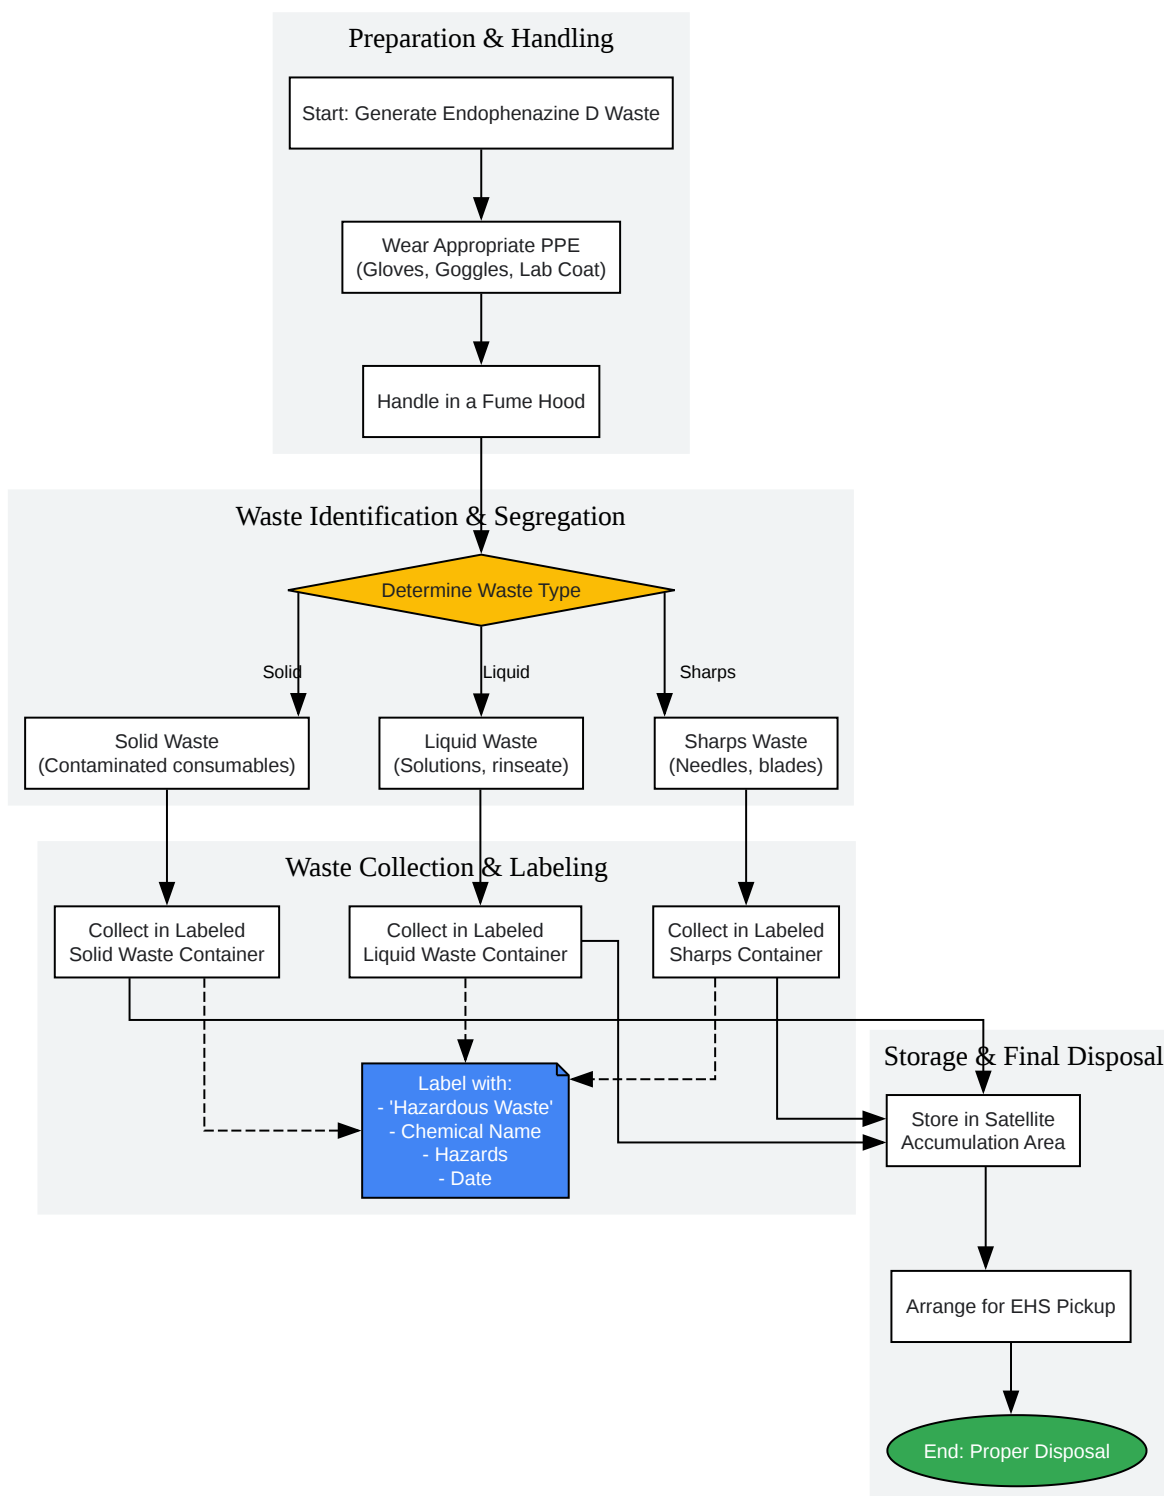 Preparation & Handling
Start: Generate Endophenazine D Waste
Wear Appropriate PPE
(Gloves, Goggles, Lab Coat)
Handle in a Fume Hood
Waste Identification & Segregation
Determine Waste Type
Solid
Liquid
Sharps
Solid Waste
(Contaminated consumables)
Liquid Waste
(Solutions, rinseate)
Sharps Waste
(Needles, blades)
Waste Collection & Labeling
Collect in Labeled
Solid Waste Container
Collect in Labeled
Liquid Waste Container
Collect in Labeled
Sharps Container
Label with:
- 'Hazardous Waste'
- Chemical Name
- Hazards
- Date
Storage & Final Disposal
Store in Satellite
Accumulation Area
Arrange for EHS Pickup
End: Proper Disposal